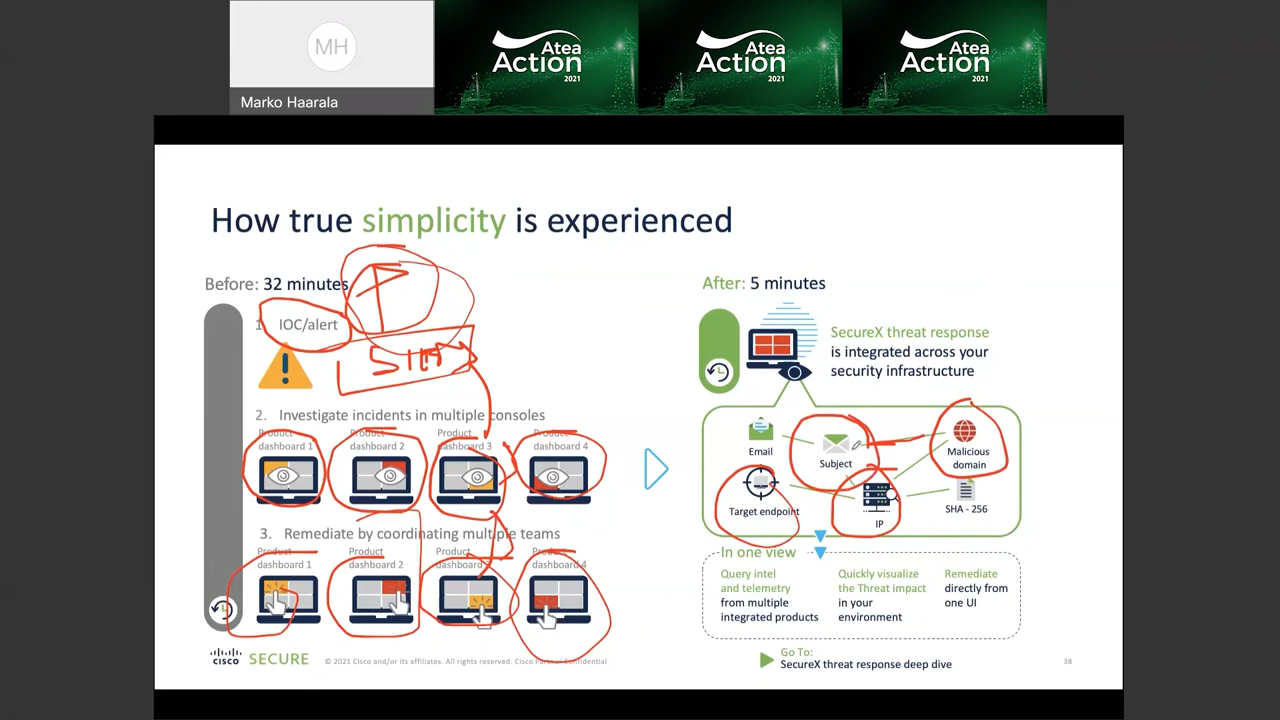 MH
Marko Haarala
Atea
Action
2021
Atea
Action
2021
Atea
Action
2021
How true simplicity is experienced
Before: 32 minutes
1. IOC/alert
2. Investigate incidents in multiple consoles
Product
dashboard 1
Product
dashboard 2
Product
dashboard 3
Product
dashboard 4
3. Remediate by coordinating multiple teams
Product
dashboard 1
Product
dashboard 2
Product
Product
dashboard 4
After: 5 minutes
SecureX threat response
is integrated across your
security infrastructure
Email
Subject
Malicious
domain
Target endpoint
IP
SHA - 256
In one view
Query intel
and telemetry
from multiple
integrated products
Quickly visualize
the Threat impact
in your
environment
Remediate
directly from
one UI
Go To:
SecureX threat response deep dive
cisco SECURE
© 2021 Cisco and/or its affiliates. All rights reserved. Cisco Partner Confidential
38